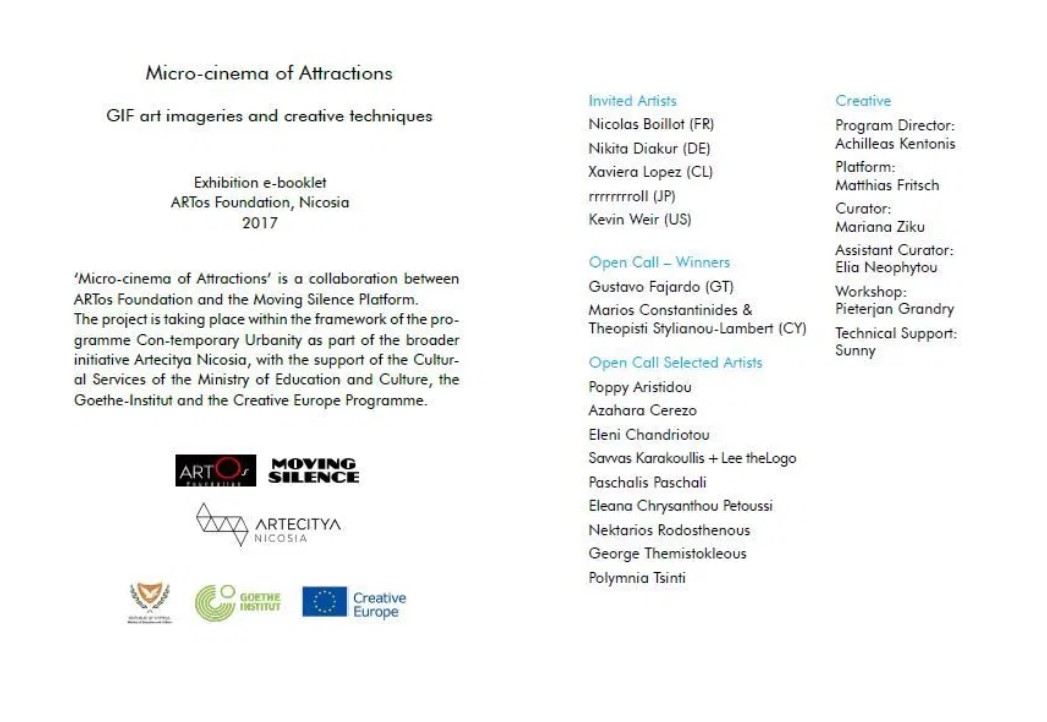 Micro-cinema of Attractions
GIF art imageries and creative techniques
Exhibition e-booklet
ARTos Foundation, Nicosia
2017
‘Micro-cinema of Attractions’ is a collaboration between
ARTos Foundation and the Moving Silence Platform.
The project is taking place within the framework of the pro-
gramme Con-temporary Urbanity as part of the broader
initiative Artecitya Nicosia, with the support of the Cultur-
al Services of the Ministry of Education and Culture, the
Goethe-Institut and the Creative Europe Programme.
ARTOs
Foundation
MOVING
SILENCE
ARTECITYA
NICOSIA
REPUBLIC OF CYPRUS
GOETHE
INSTITUT
Creative
Europe
Invited Artists
Nicolas Boillot (FR)
Nikita Diakur (DE)
Xaviera Lopez (CL)
rrrrrrrroll (JP)
Kevin Weir (US)
Open Call – Winners
Gustavo Fajardo (GT)
Marios Constantinides &
Theopisti Stylianou-Lambert (CY)
Open Call Selected Artists
Poppy Aristidou
Azahara Cerezo
Eleni Chandriotou
Savvas Karakoullis + Lee theLogo
Paschalis Paschali
Eleana Chrysanthou Petoussi
Nektarios Rodosthenous
George Themistokleous
Polymnia Tsinti
Creative
Program Director:
Achilleas Kentonis
Platform:
Matthias Fritsch
Curator:
Mariana Ziku
Assistant Curator:
Elia Neophytou
Workshop:
Pieterjan Grandry
Technical Support:
Sunny